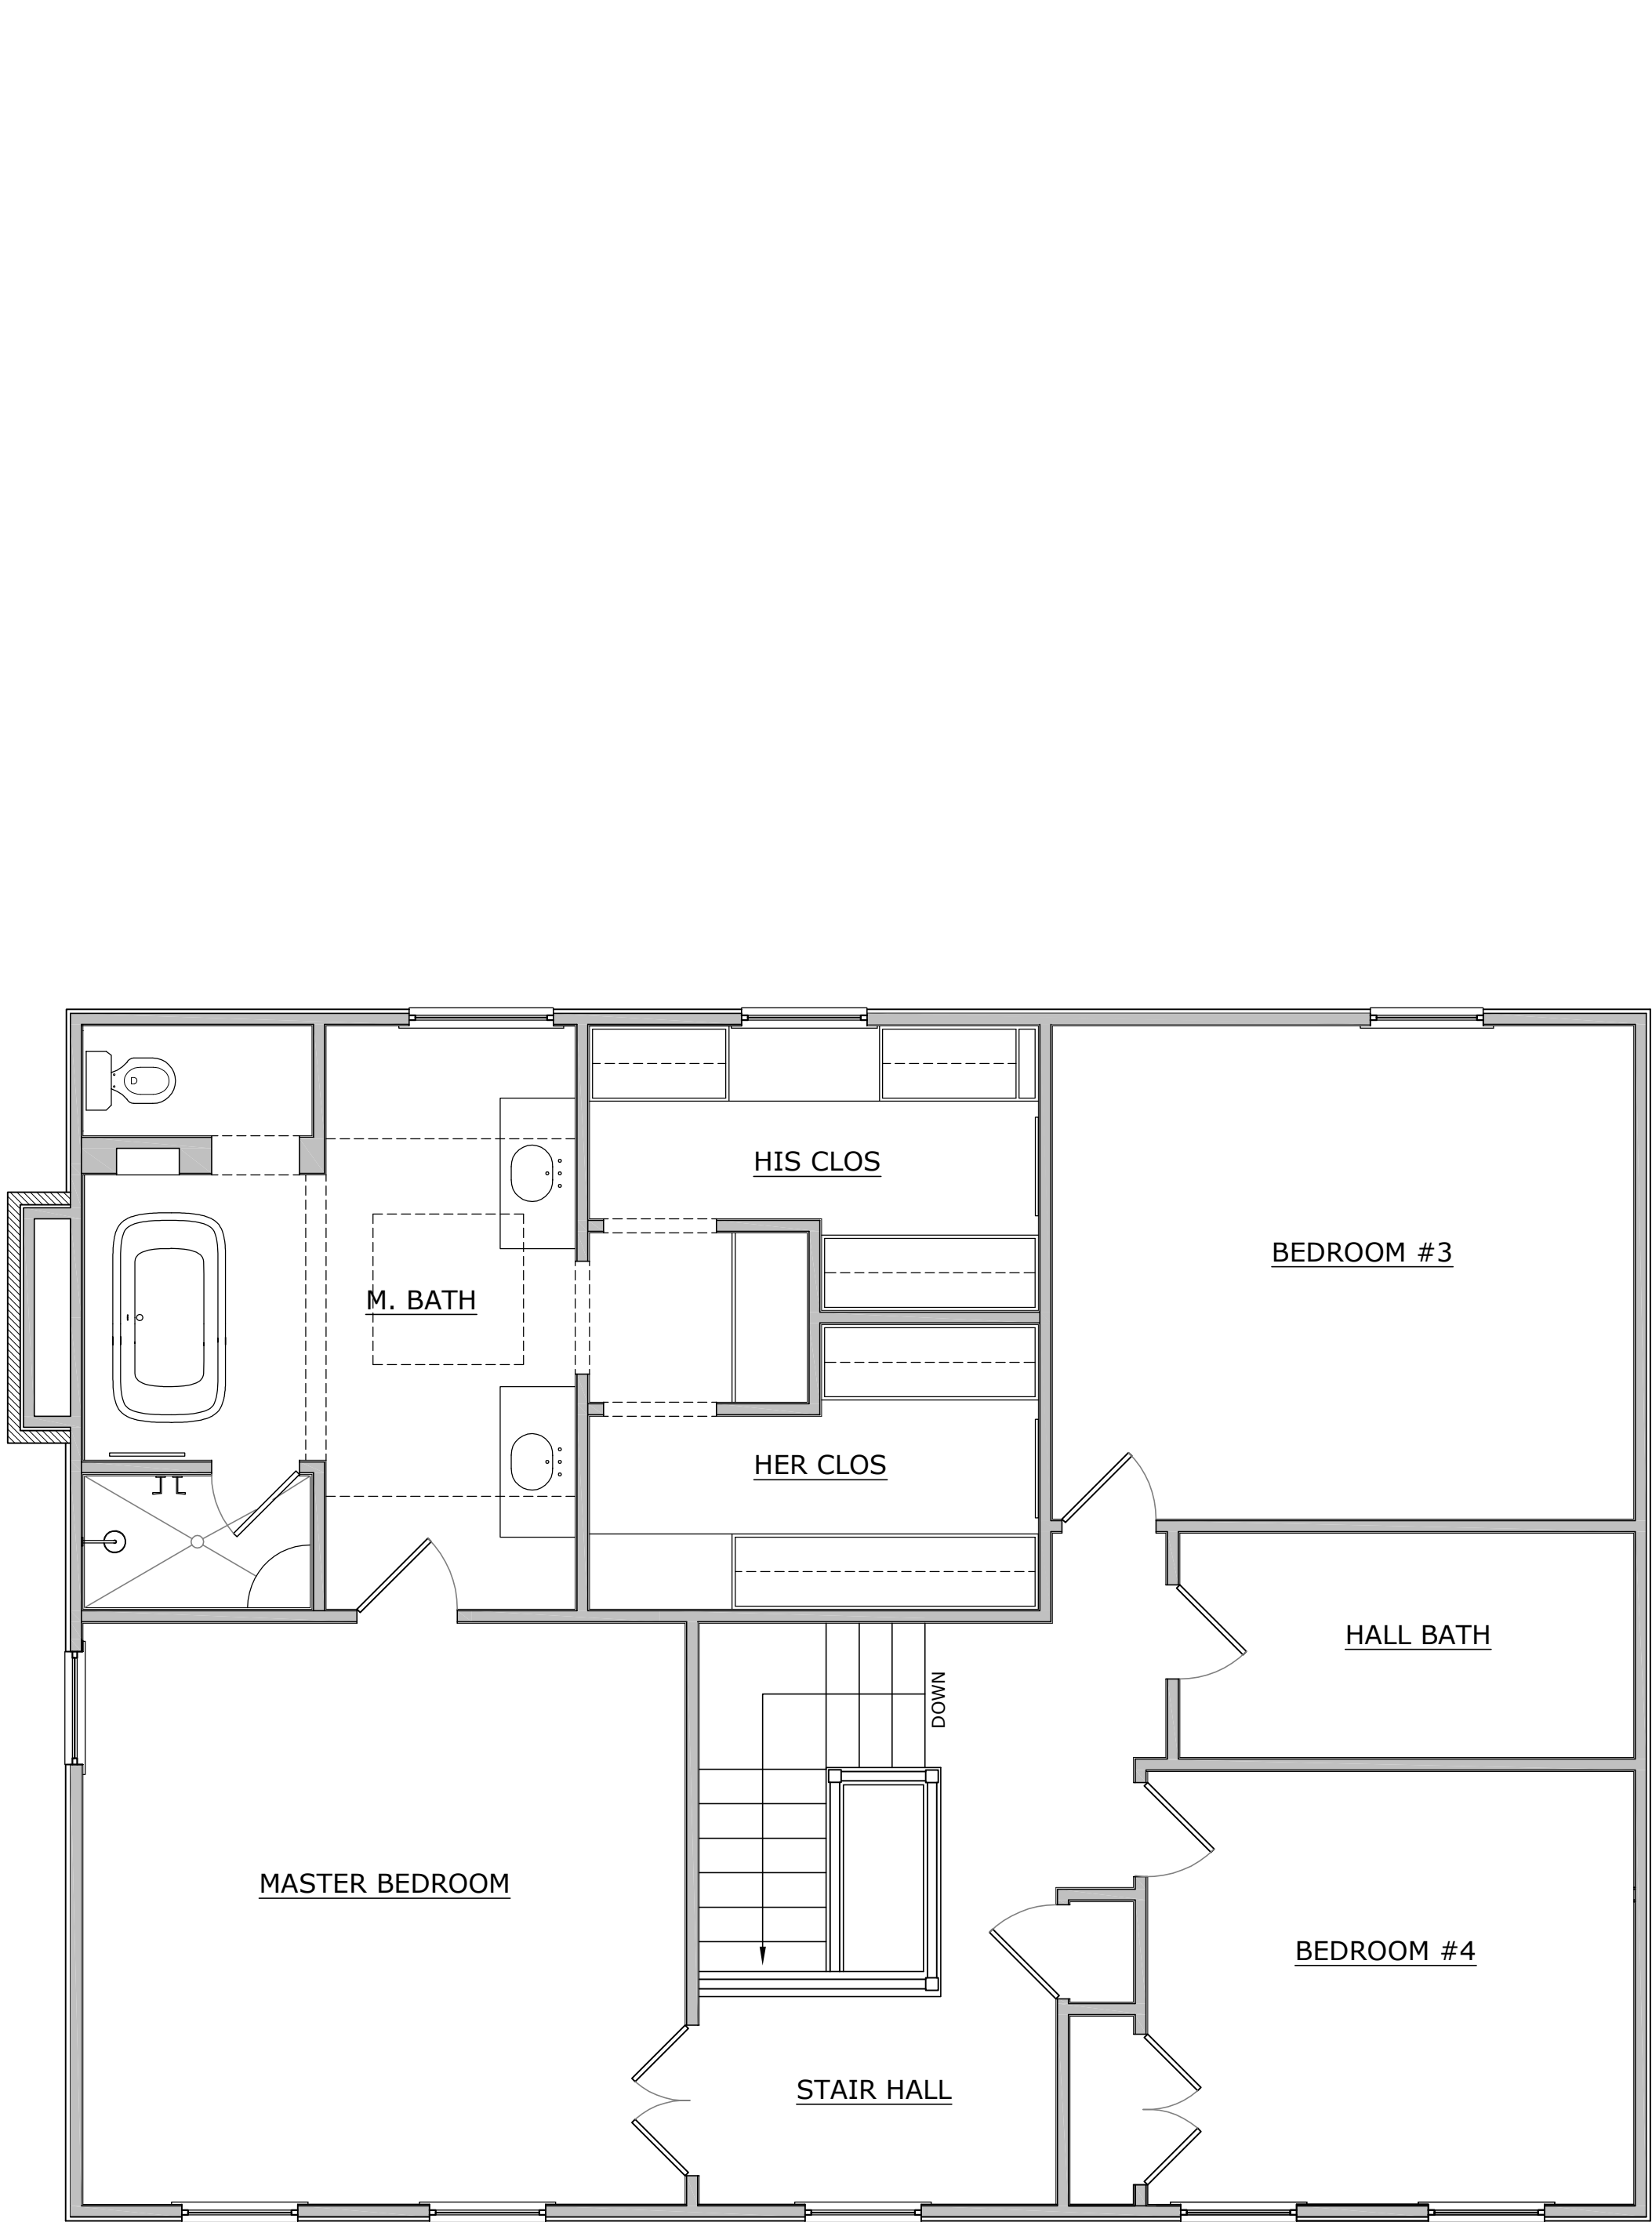 HIS CLOS
BEDROOM #3
M. BATH
HER CLOS
HALL BATH
DOWN
MASTER BEDROOM
BEDROOM #4
STAIR HALL